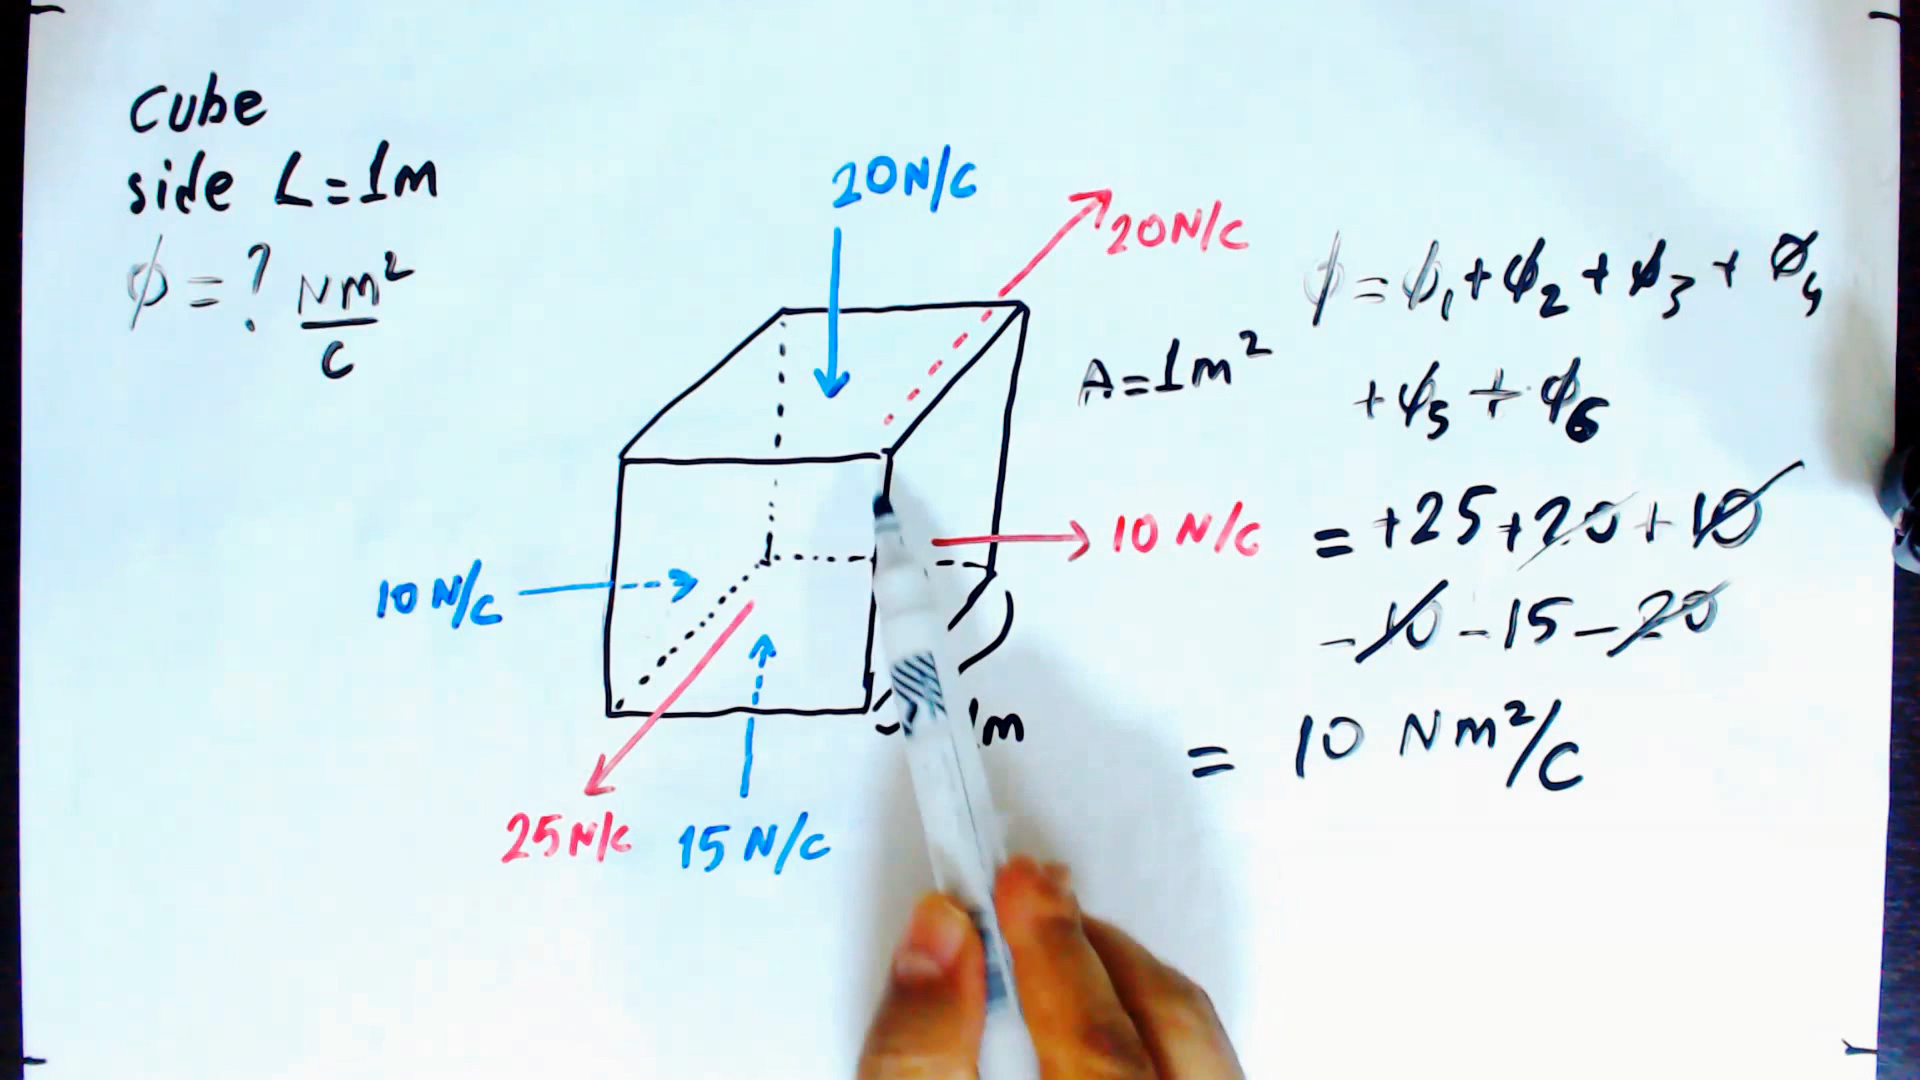 Cube
side L=1m
ϕ = ? Nm²/C
20N/C
20N/C
10 N/C
10 N/C
25N/C
15 N/C
1m
A=1m²
ϕ=ϕ₁+ϕ₂+ϕ₃+ϕ₄
+ϕ₅+ϕ₆
= +25+20+10
-10-15-20
= 10 Nm²/C